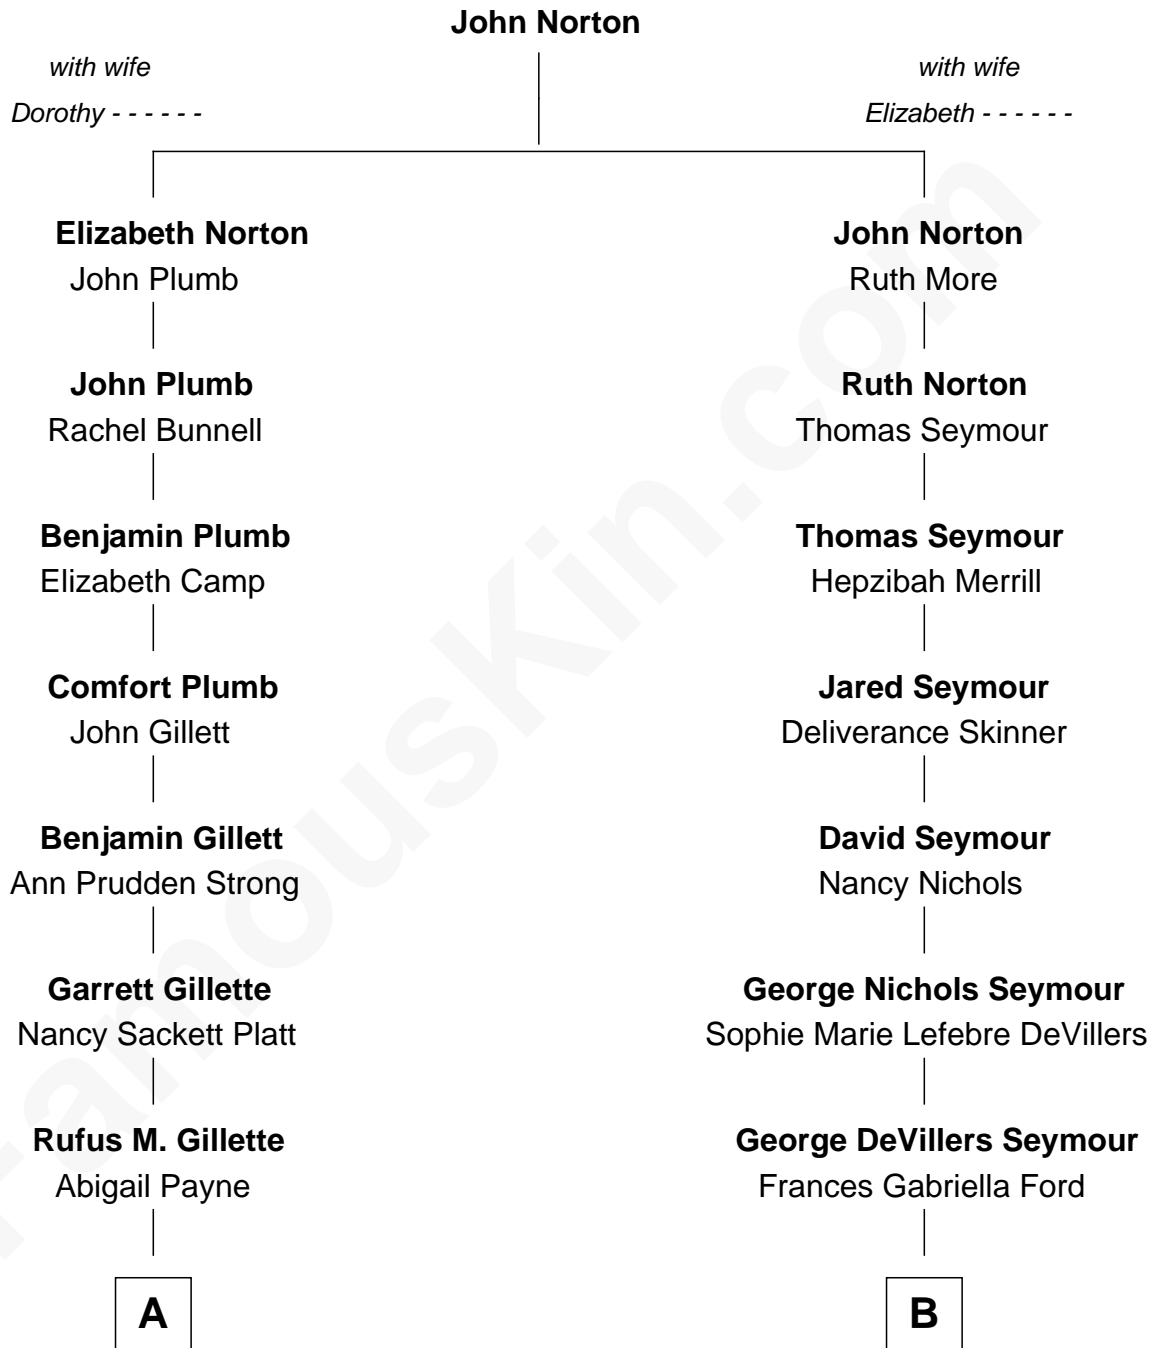 John Norton
with wife
Dorothy - - - - - -
with wife
Elizabeth - - - - - -
Elizabeth Norton
John Plumb
John Norton
Ruth More
John Plumb
Rachel Bunnell
Ruth Norton
Thomas Seymour
Benjamin Plumb
Elizabeth Camp
Thomas Seymour
Hepzibah Merrill
Comfort Plumb
John Gillett
Jared Seymour
Deliverance Skinner
Benjamin Gillett
Ann Prudden Strong
David Seymour
Nancy Nichols
Garrett Gillette
Nancy Sackett Platt
George Nichols Seymour
Sophie Marie Lefebre DeVillers
Rufus M. Gillette
Abigail Payne
George DeVillers Seymour
Frances Gabriella Ford
A
B
FamousKin.com